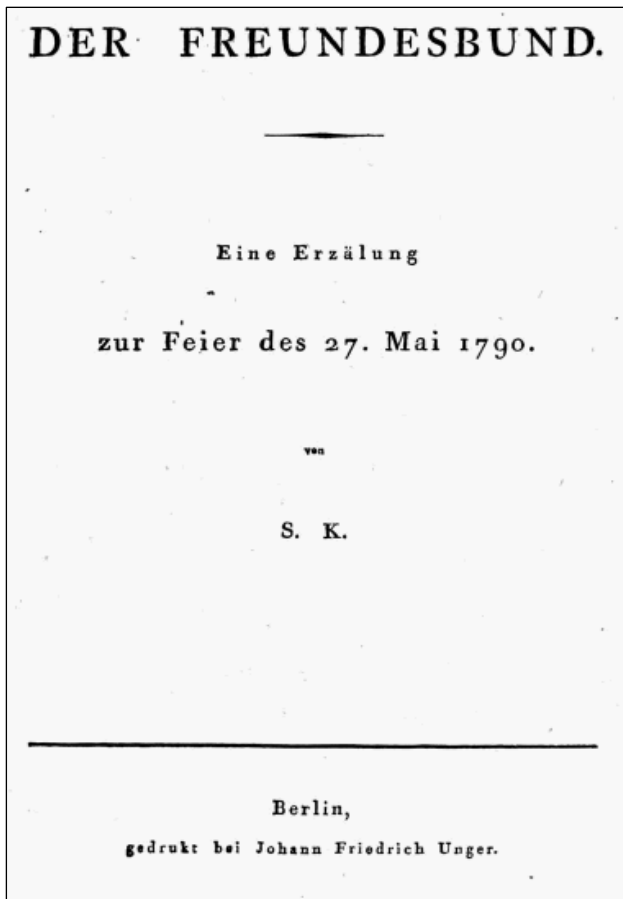 DER FREUNDESBUND.
Eine Erzälung
zur Feier des 27. Mai 1790.
von
S. K.
Berlin,
gedrukt bei Johann Friedrich Unger.